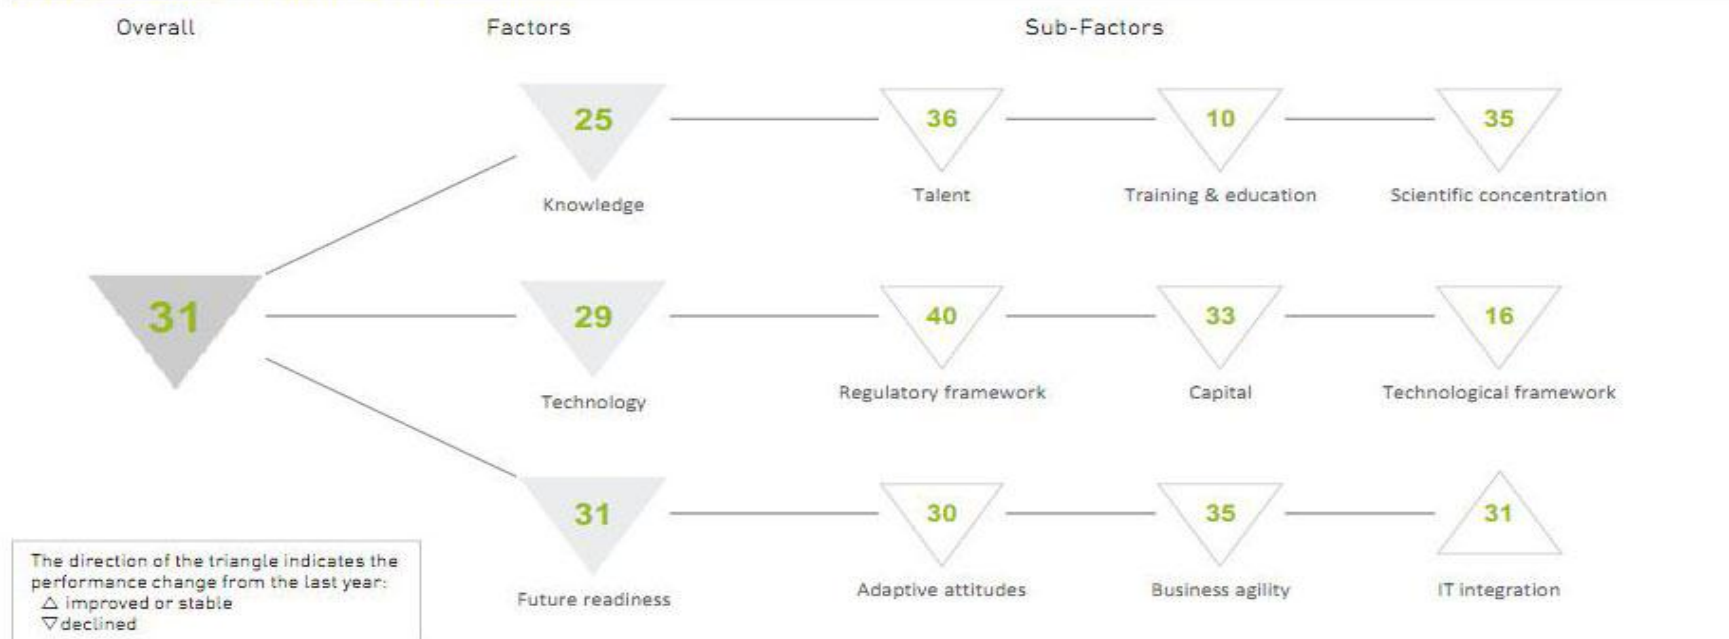 Overall Factors Sub-Factors
25 36 10 35
Knowledge Talent Training & education Scientific concentration
31 29 40 33 16
Technology Regulatory framework Capital Technological framework
31 30 35 31
Future readiness Adaptive attitudes Business agility IT integration
The direction of the triangle indicates the
performance change from the last year:
△ improved or stable
▽ declined